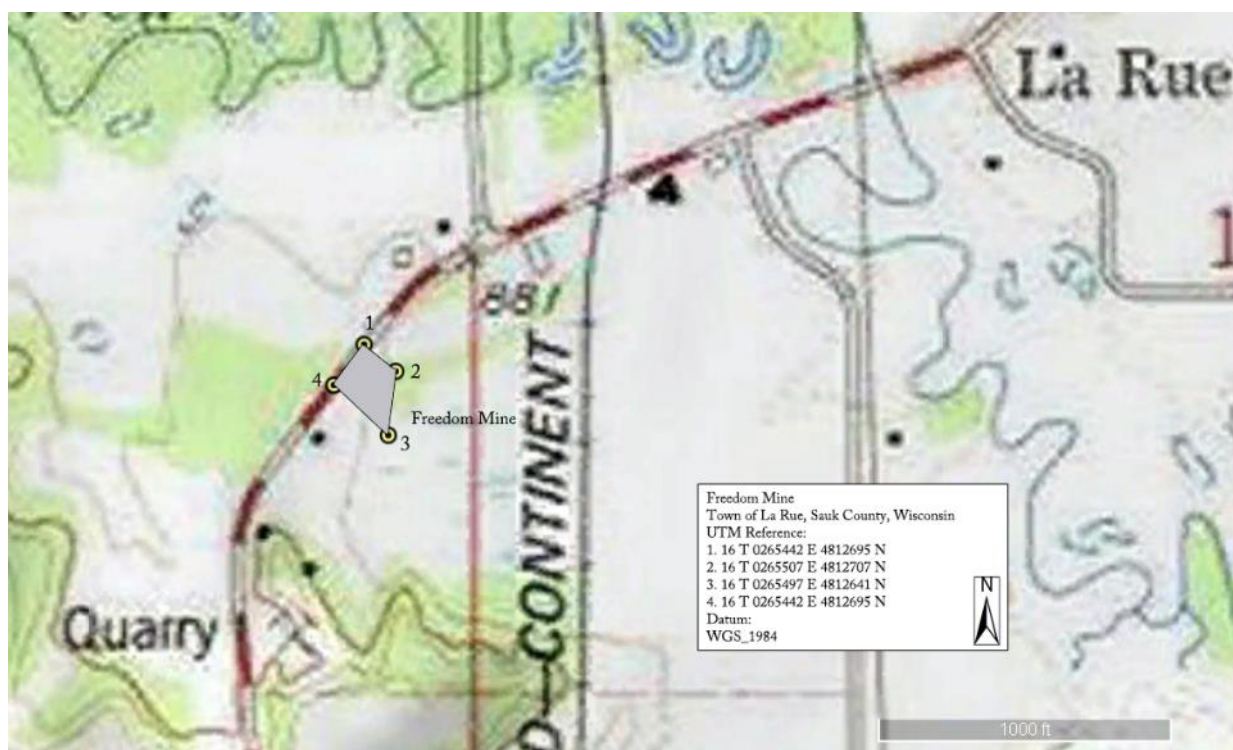 La Rue
1
881
1
2
4
Freedom Mine
3
D-CONTINENT
Quarry
Freedom Mine
Town of La Rue, Sauk County, Wisconsin
UTM Reference:
1. 16 T 0265442 E 4812695 N
2. 16 T 0265507 E 4812707 N
3. 16 T 0265497 E 4812641 N
4. 16 T 0265442 E 4812695 N
Datum:
WGS_1984
N
1000 ft